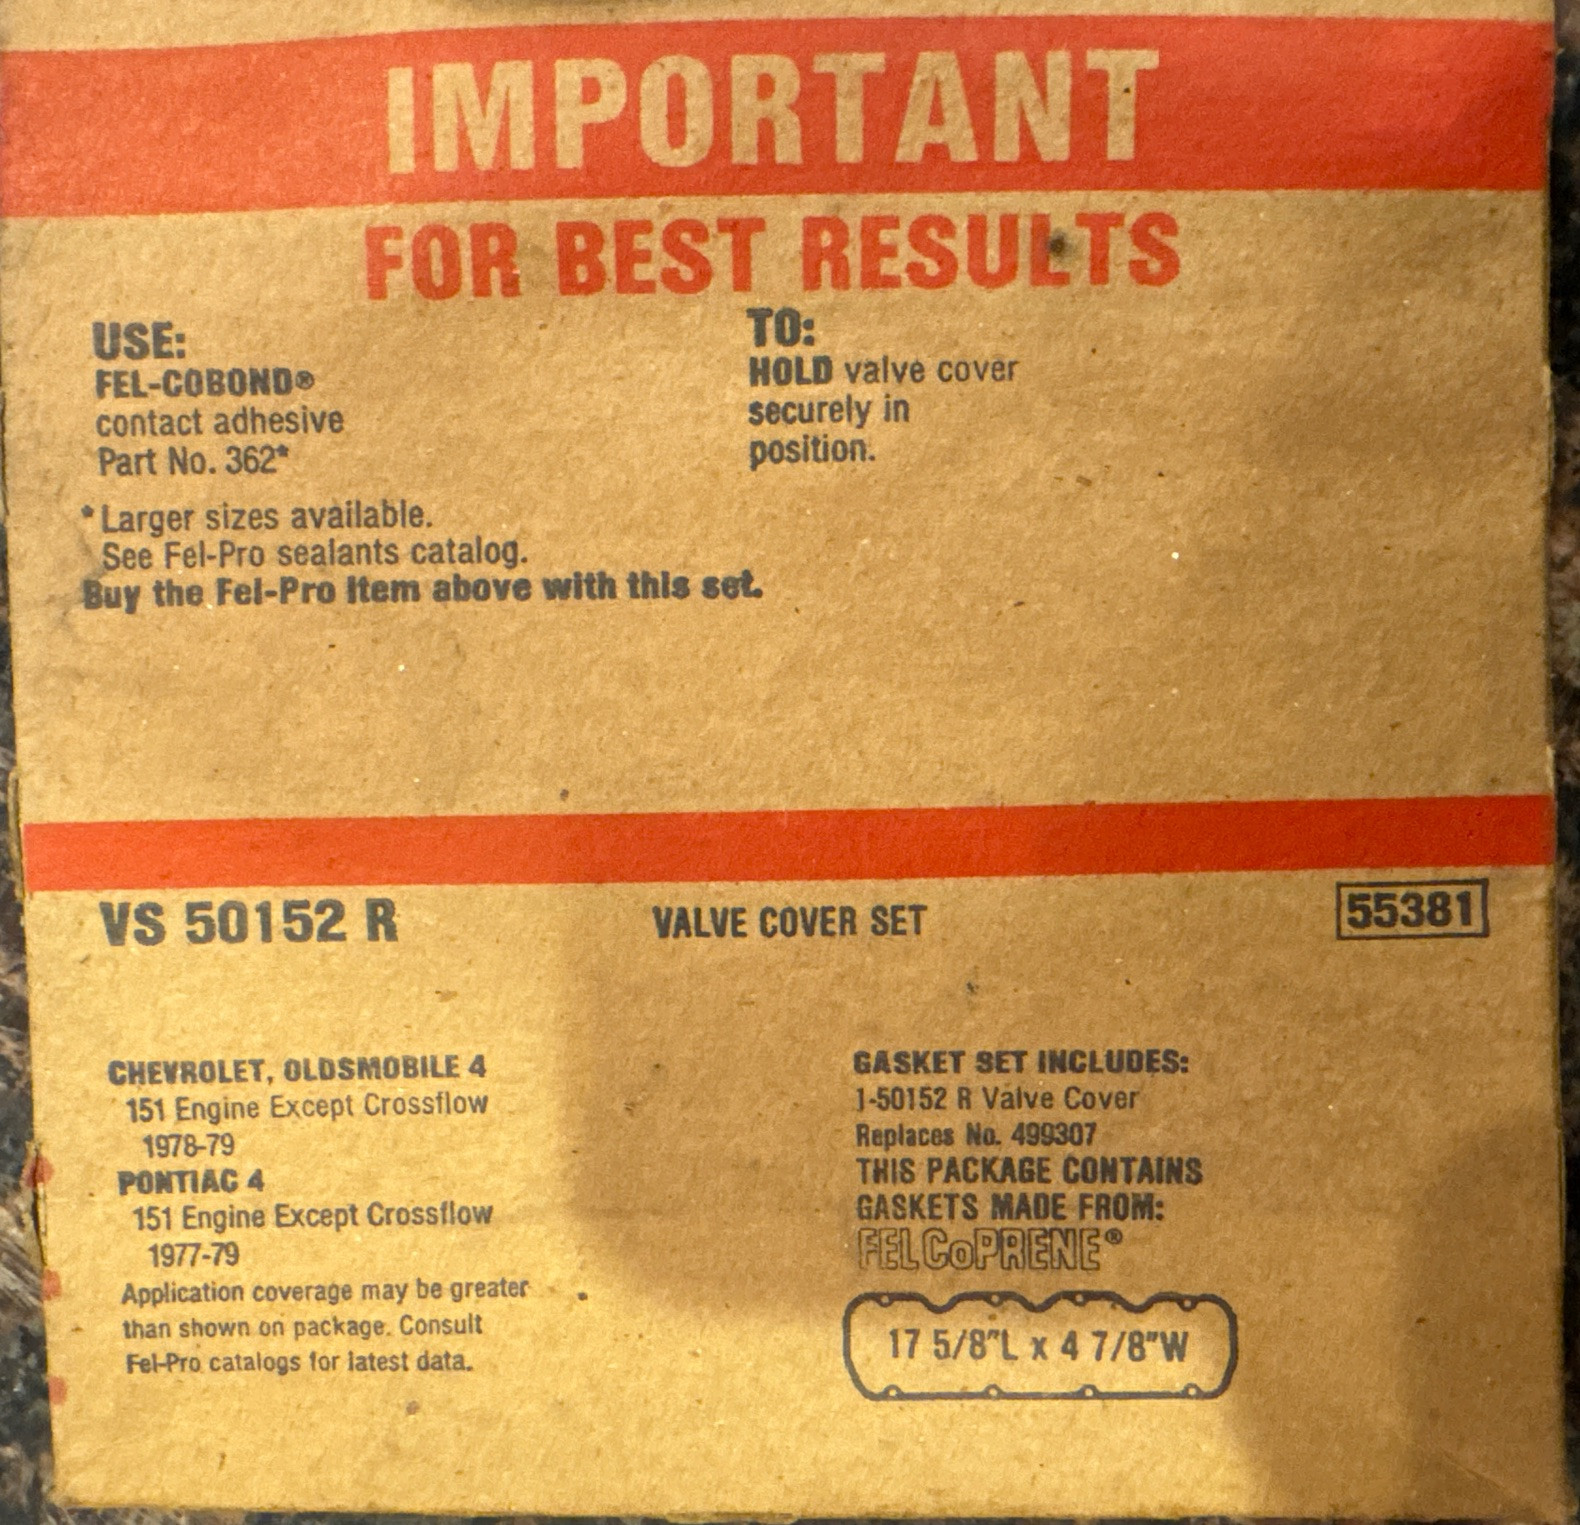 IMPORTANT
FOR BEST RESULTS
USE:
FEL-COBOND®
contact adhesive
Part No. 362*
TO:
HOLD valve cover
securely in
position.
*Larger sizes available.
See Fel-Pro sealants catalog.
Buy the Fel-Pro Item above with this set.
VS 50152 R
VALVE COVER SET
55381
CHEVROLET, OLDSMOBILE 4
151 Engine Except Crossflow
1978-79
PONTIAC 4
151 Engine Except Crossflow
1977-79
Application coverage may be greater
than shown on package. Consult
Fel-Pro catalogs for latest data.
GASKET SET INCLUDES:
1-50152 R Valve Cover
Replaces No. 499307
THIS PACKAGE CONTAINS
GASKETS MADE FROM:
FELCoPRENE®
17 5/8"L x 4 7/8"W